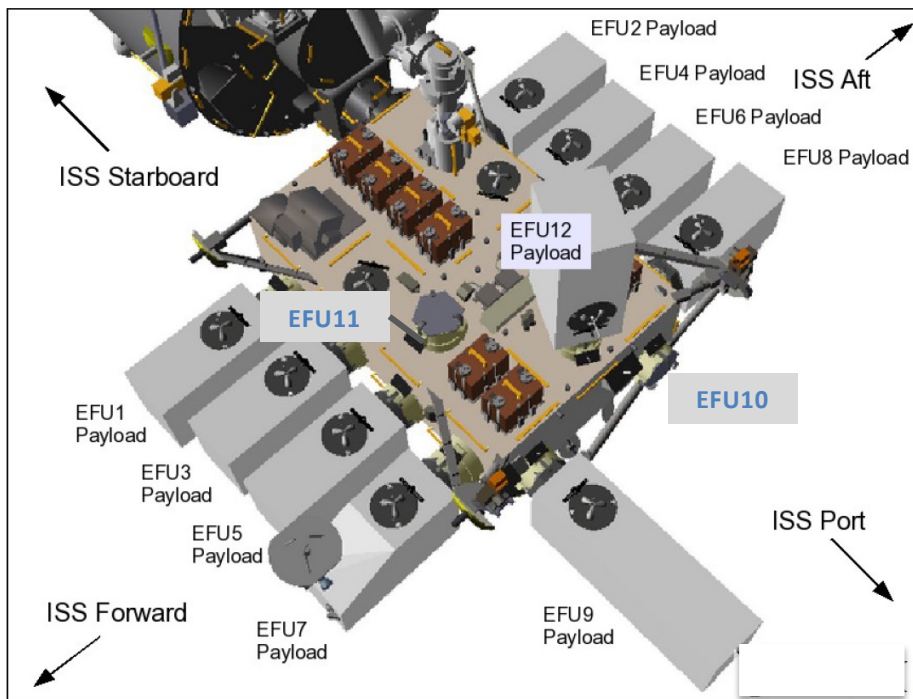 EFU2 Payload
ISS Aft
EFU4 Payload
EFU6 Payload
EFU8 Payload
ISS Starboard
EFU12
Payload
EFU11
EFU10
EFU1
Payload
EFU3
Payload
EFU5
Payload
ISS Port
ISS Forward
EFU7
Payload
EFU9
Payload